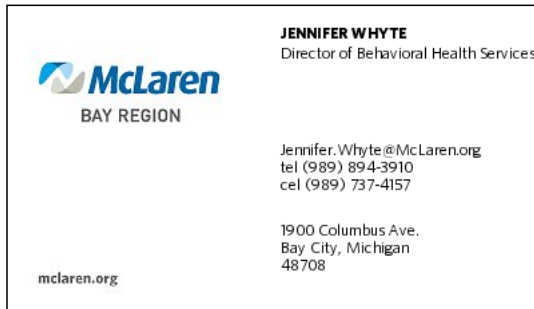 JENNIFER WHYTE
Director of Behavioral Health Services
McLaren
BAY REGION
Jennifer.Whyte@McLaren.org
tel (989) 894-3910
cel (989) 737-4157
1900 Columbus Ave.
Bay City, Michigan
48708
mclaren.org